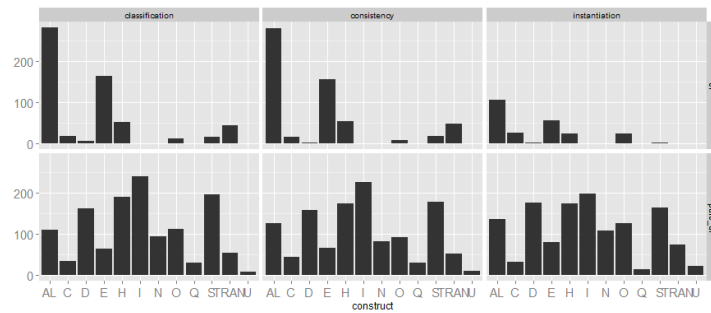 classification consistency instantiation
200
100
0
200
100
0
AL C D E H I N O Q STRANU AL C D E H I N O Q STRANU AL C D E H I N O Q STRANU
construct